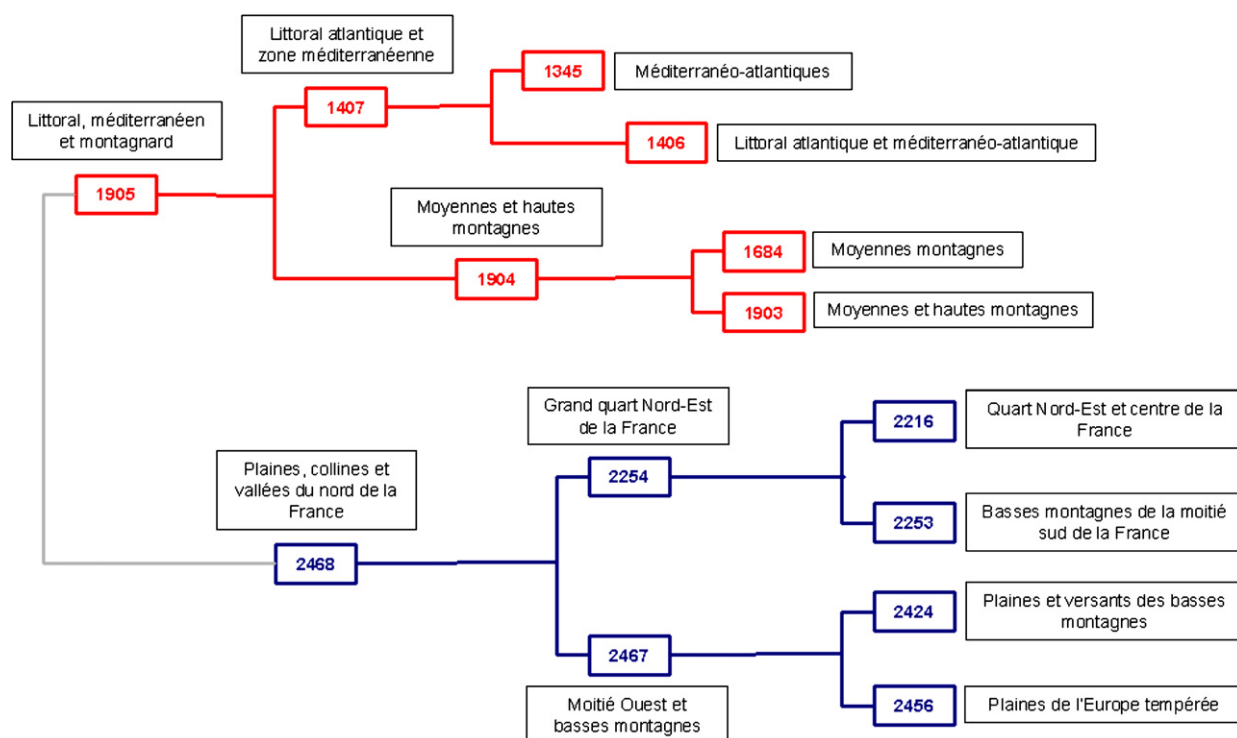 Littoral atlantique et
zone méditerranéenne
1345
Méditerranéo-atlantiques
1407
Littoral, méditerranéen
et montagnard
1406
Littoral atlantique et méditerranéo-atlantique
1905
Moyennes et hautes
montagnes
1684
Moyennes montagnes
1904
1903
Moyennes et hautes montagnes
Grand quart Nord-Est
de la France
2216
Quart Nord-Est et centre de la
France
Plaines, collines et
vallées du nord de la
France
2254
2253
Basses montagnes de la moitié
sud de la France
2468
2424
Plaines et versants des basses
montagnes
2467
Moitié Ouest et
basses montagnes
2456
Plaines de l'Europe tempérée